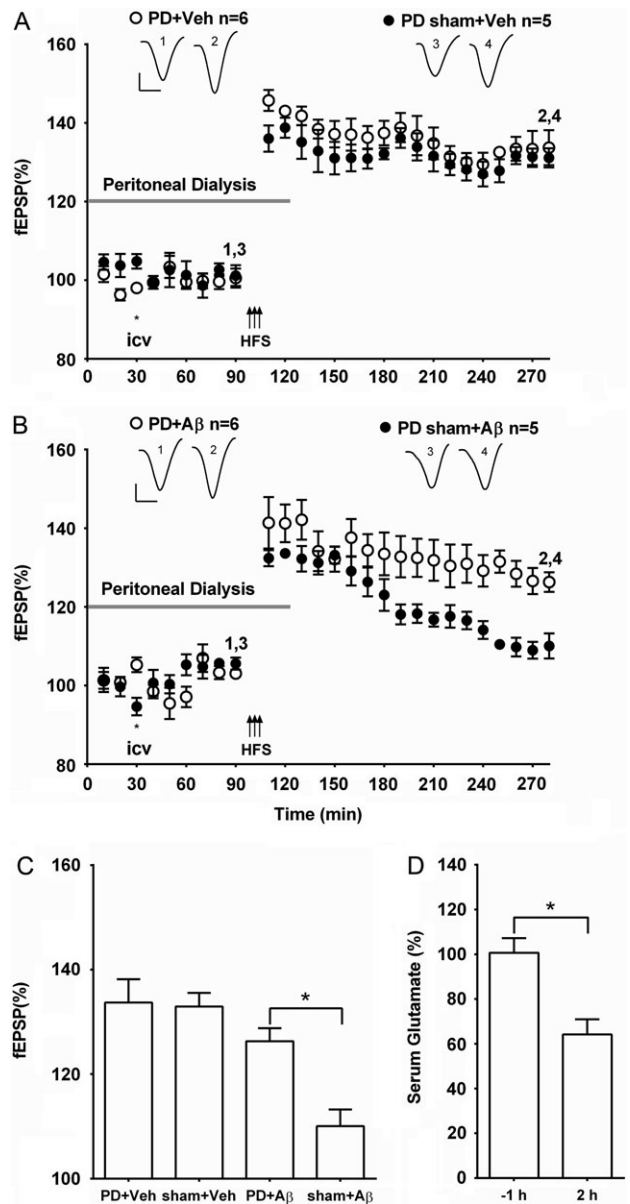 A
PD+Veh n=6
PD sham+Veh n=5
1
2
3
4
160
140
120
100
80
fEPSP(%)
Peritoneal Dialysis
2,4
1,3
*
icv
HFS
0 30 60 90 120 150 180 210 240 270
B
PD+Aβ n=6
PD sham+Aβ n=5
1
2
3
4
160
140
120
100
80
fEPSP(%)
Peritoneal Dialysis
2,4
1,3
*
icv
HFS
0 30 60 90 120 150 180 210 240 270
Time (min)
C
160
140
120
100
fEPSP(%)
*
PD+Veh sham+Veh PD+Aβ sham+Aβ
D
140
120
100
80
60
40
20
0
Serum Glutamate (%)
*
-1 h 2 h